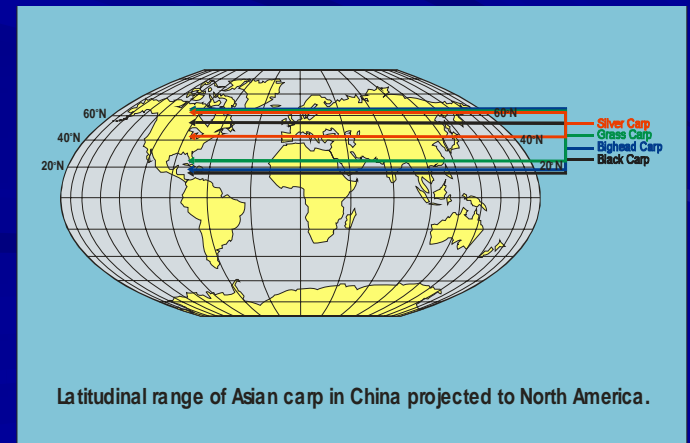 60°N
60°N
Silver Carp
Grass Carp
40°N
40°N
Bighead Carp
Black Carp
20°N
20°N
Latitudinal range of Asian carp in China projected to North America.